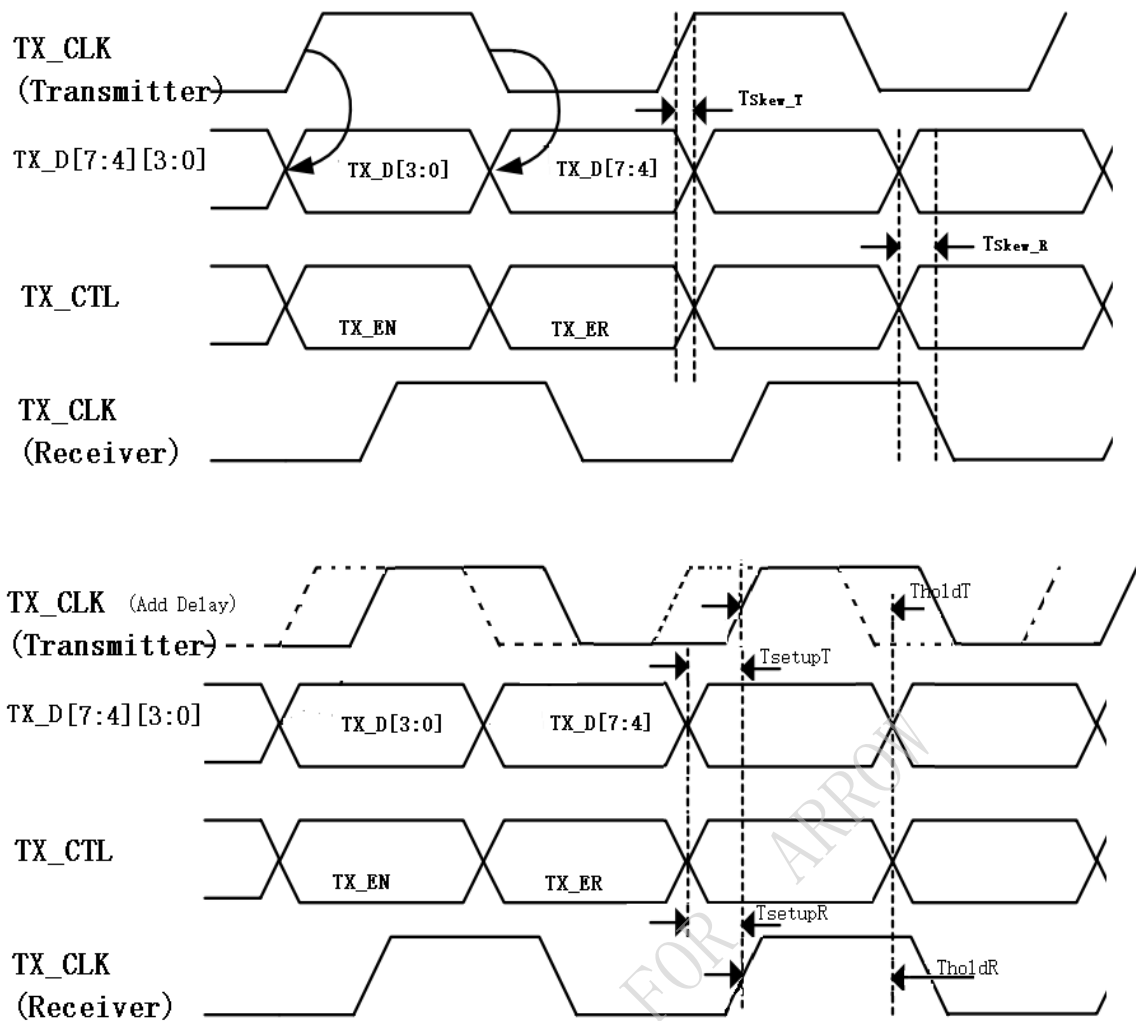 TX_CLK
(Transmitter)
Tskew_T
TX_D[7:4][3:0]
TX_D[3:0]
TX_D[7:4]
Tskew_R
TX_CTL
TX_EN
TX_ER
TX_CLK
(Receiver)
TX_CLK (Add Delay)
(Transmitter)
TholdT
TsetupT
TX_D[7:4][3:0]
TX_D[3:0]
TX_D[7:4]
TX_CTL
TX_EN
TX_ER
TsetupR
TX_CLK
(Receiver)
TholdR
FOR ARROW